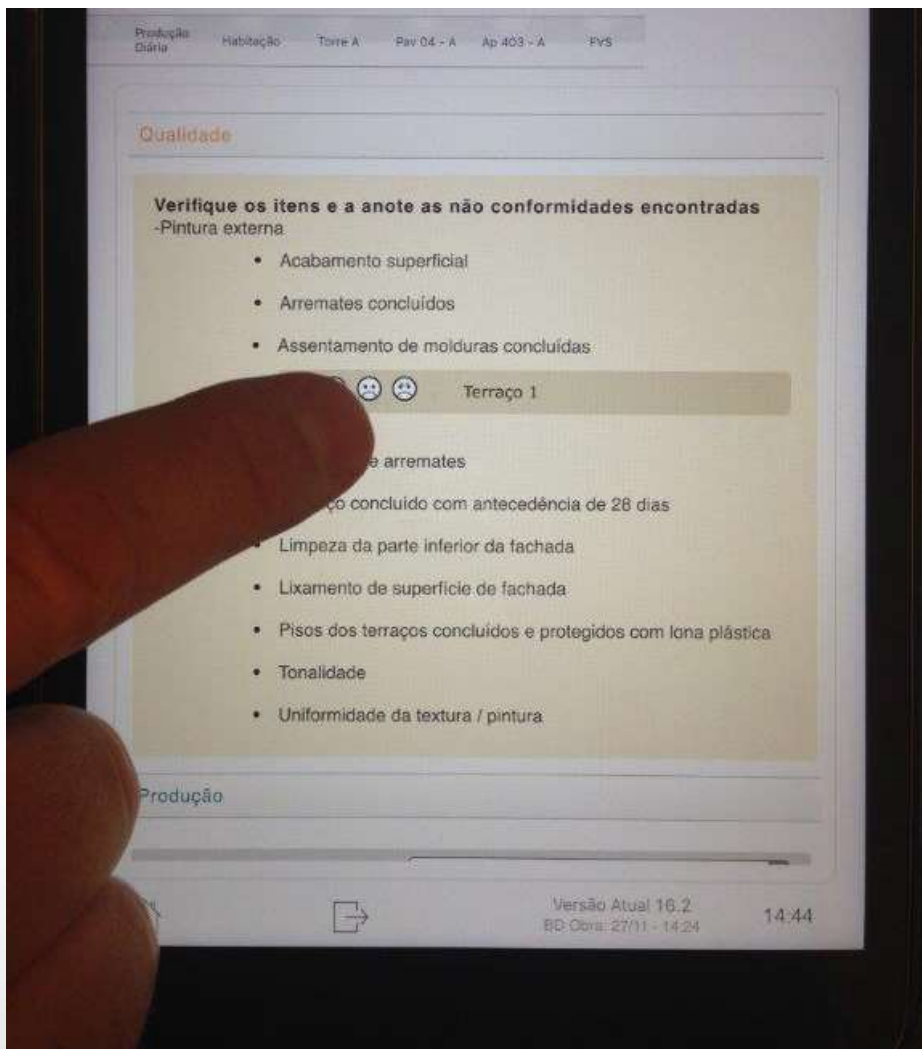 Produção
Diária
Habitação
Torre A
Pav 04 - A
Ap 403 - A
FVS
Qualidade
Verifique os itens e a anote as não conformidades encontradas
-Pintura externa
• Acabamento superficial
• Arremates concluídos
• Assentamento de molduras concluídas
Terraço 1
arremates
concluído com antecedência de 28 dias
• Limpeza da parte inferior da fachada
• Lixamento de superfície de fachada
• Pisos dos terraços concluídos e protegidos com lona plástica
• Tonalidade
• Uniformidade da textura / pintura
Produção
Versão Atual 16.2
BD Obra: 27/11 - 14:24
14:44